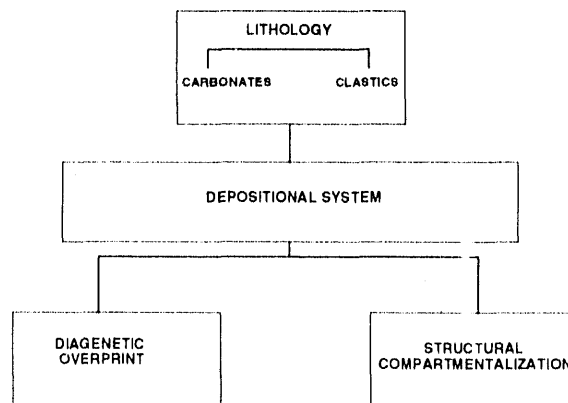 LITHOLOGY
CARBONATES CLASTICS
DEPOSITIONAL SYSTEM
DIAGENETIC
OVERPRINT
STRUCTURAL
COMPARTMENTALIZATION